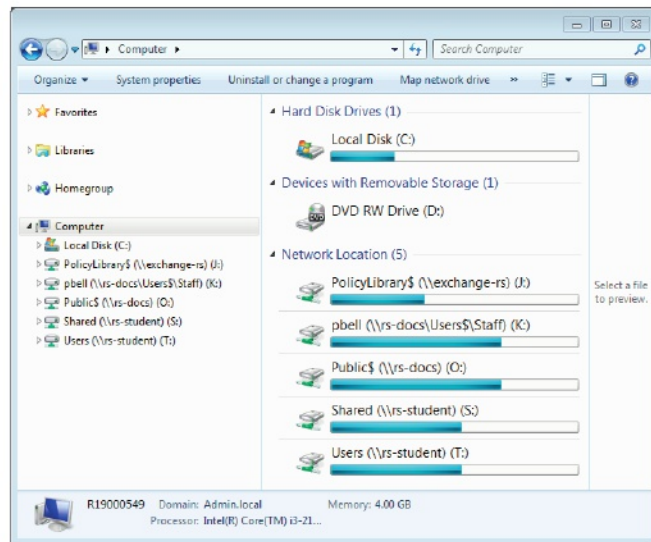 Computer
Search Computer
Organize
System properties
Uninstall or change a program
Map network drive
»
Favorites
Libraries
Homegroup
Computer
Local Disk (C:)
PolicyLibrary$ (\\exchange-rs) (J:)
pbell (\\rs-docs\Users$\Staff) (K:)
Public$ (\\rs-docs) (O:)
Shared (\\rs-student) (S:)
Users (\\rs-student) (T:)
Hard Disk Drives (1)
Local Disk (C:)
Devices with Removable Storage (1)
DVD RW Drive (D:)
Network Location (5)
PolicyLibrary$ (\\exchange-rs) (J:)
pbell (\\rs-docs\Users$\Staff) (K:)
Public$ (\\rs-docs) (O:)
Shared (\\rs-student) (S:)
Users (\\rs-student) (T:)
Select a file
to preview.
R19000549 Domain: Admin.local Memory: 4.00 GB
Processor: Intel(R) Core(TM) i3-21...